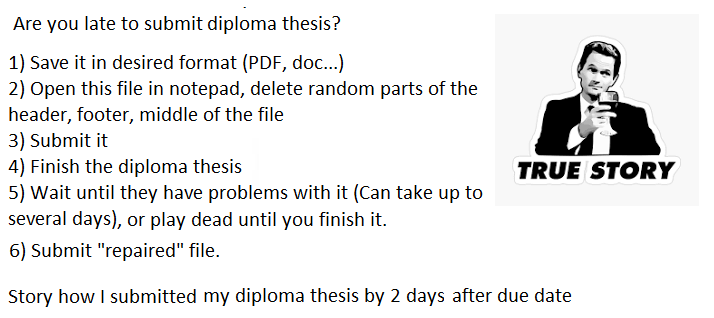 Are you late to submit diploma thesis?
1) Save it in desired format (PDF, doc...)
2) Open this file in notepad, delete random parts of the
header, footer, middle of the file
3) Submit it
4) Finish the diploma thesis
5) Wait until they have problems with it (Can take up to
several days), or play dead until you finish it.
6) Submit "repaired" file.
Story how I submitted my diploma thesis by 2 days after due date
TRUE STORY